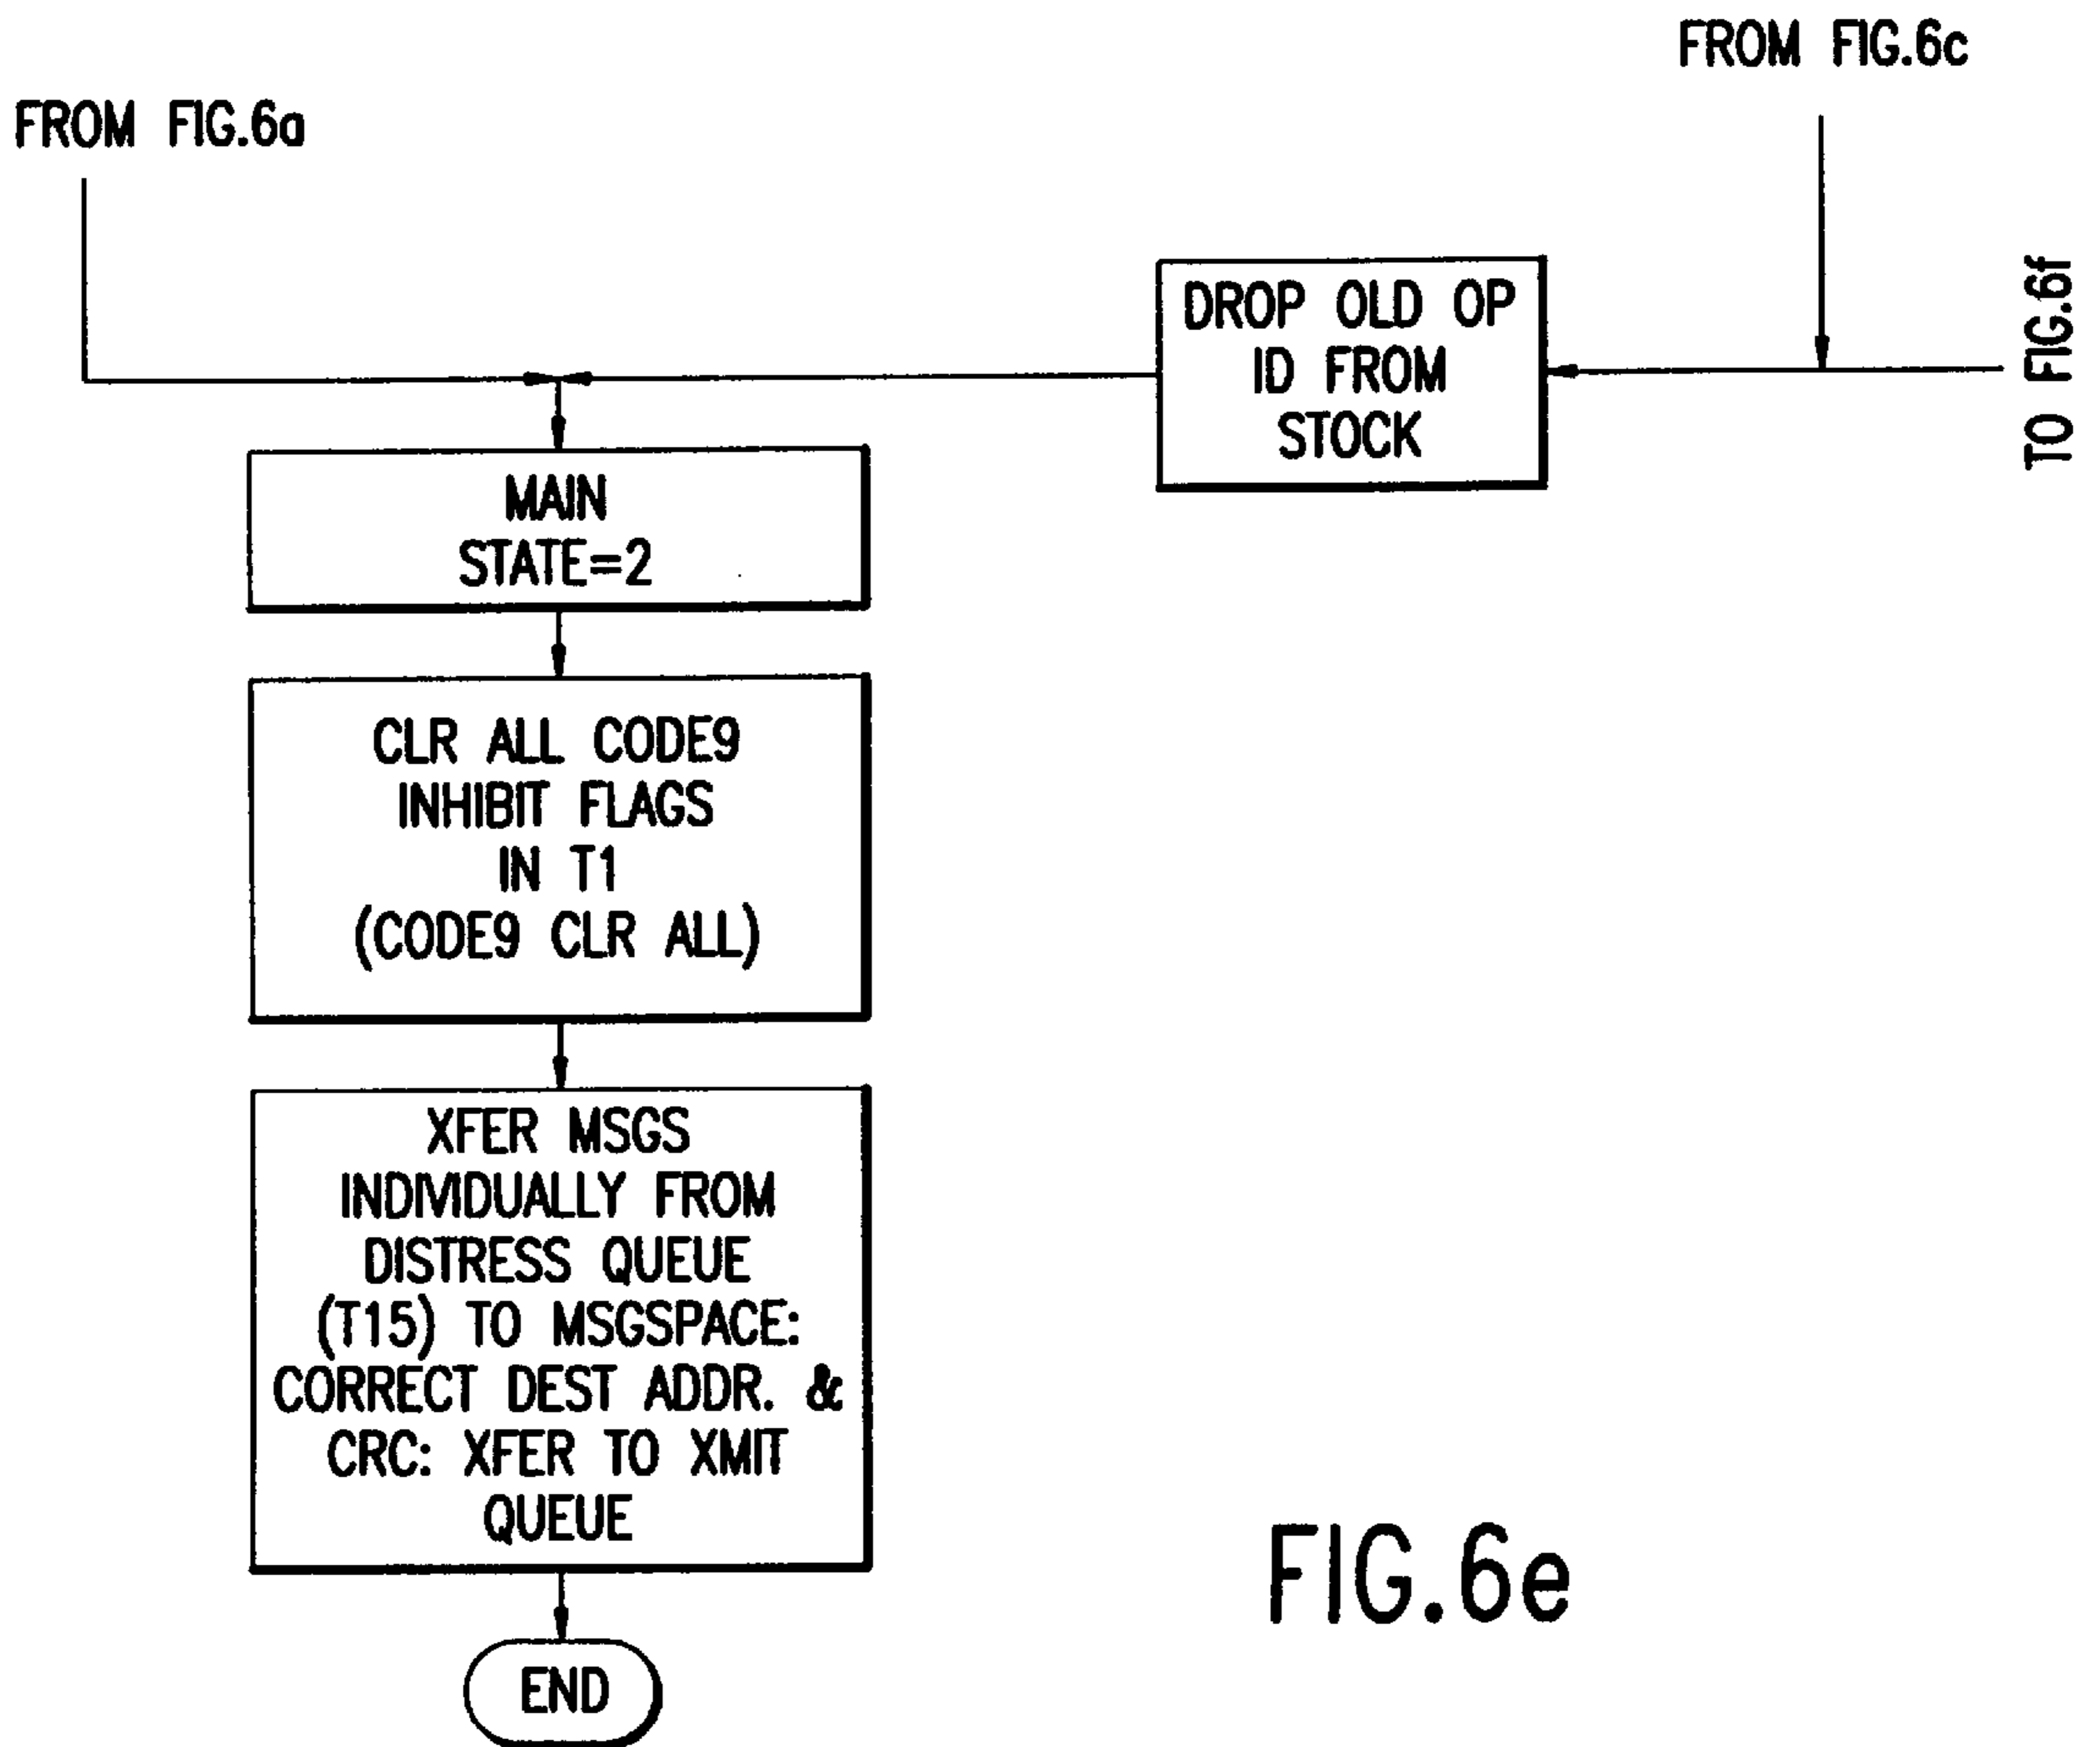 FROM FIG.6c
FROM FIG.6a
DROP OLD OP
ID FROM
STOCK
TO FIG.6f
MAIN
STATE=2
CLR ALL CODE9
INHIBIT FLAGS
IN T1
(CODE9 CLR ALL)
XFER MSGS
INDIVIDUALLY FROM
DISTRESS QUEUE
(T15) TO MSGSPACE:
CORRECT DEST ADDR. &
CRC: XFER TO XMIT
QUEUE
END
FIG.6e